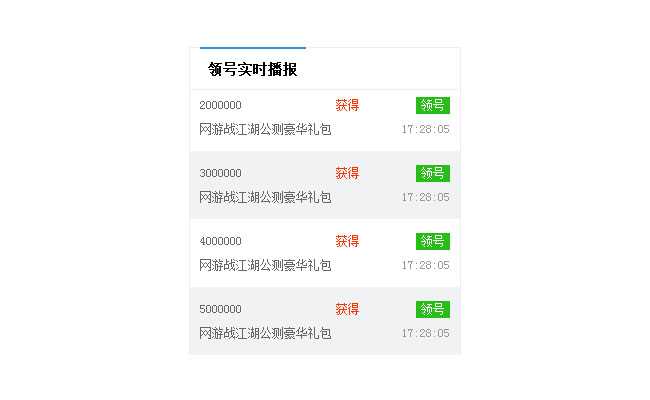 领号实时播报
2000000 获得 领号
网游战江湖公测豪华礼包 17:28:05
3000000 获得 领号
网游战江湖公测豪华礼包 17:28:05
4000000 获得 领号
网游战江湖公测豪华礼包 17:28:05
5000000 获得 领号
网游战江湖公测豪华礼包 17:28:05